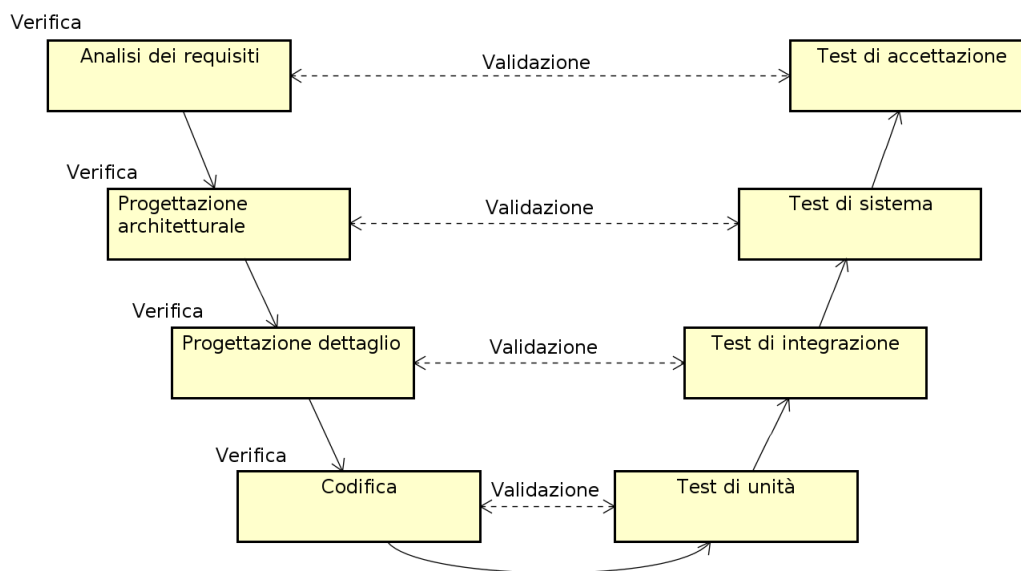 Verifica
Analisi dei requisiti
Validazione
Test di accettazione
Verifica
Progettazione
architetturale
Validazione
Test di sistema
Verifica
Progettazione dettaglio
Validazione
Test di integrazione
Verifica
Codifica
Validazione
Test di unità